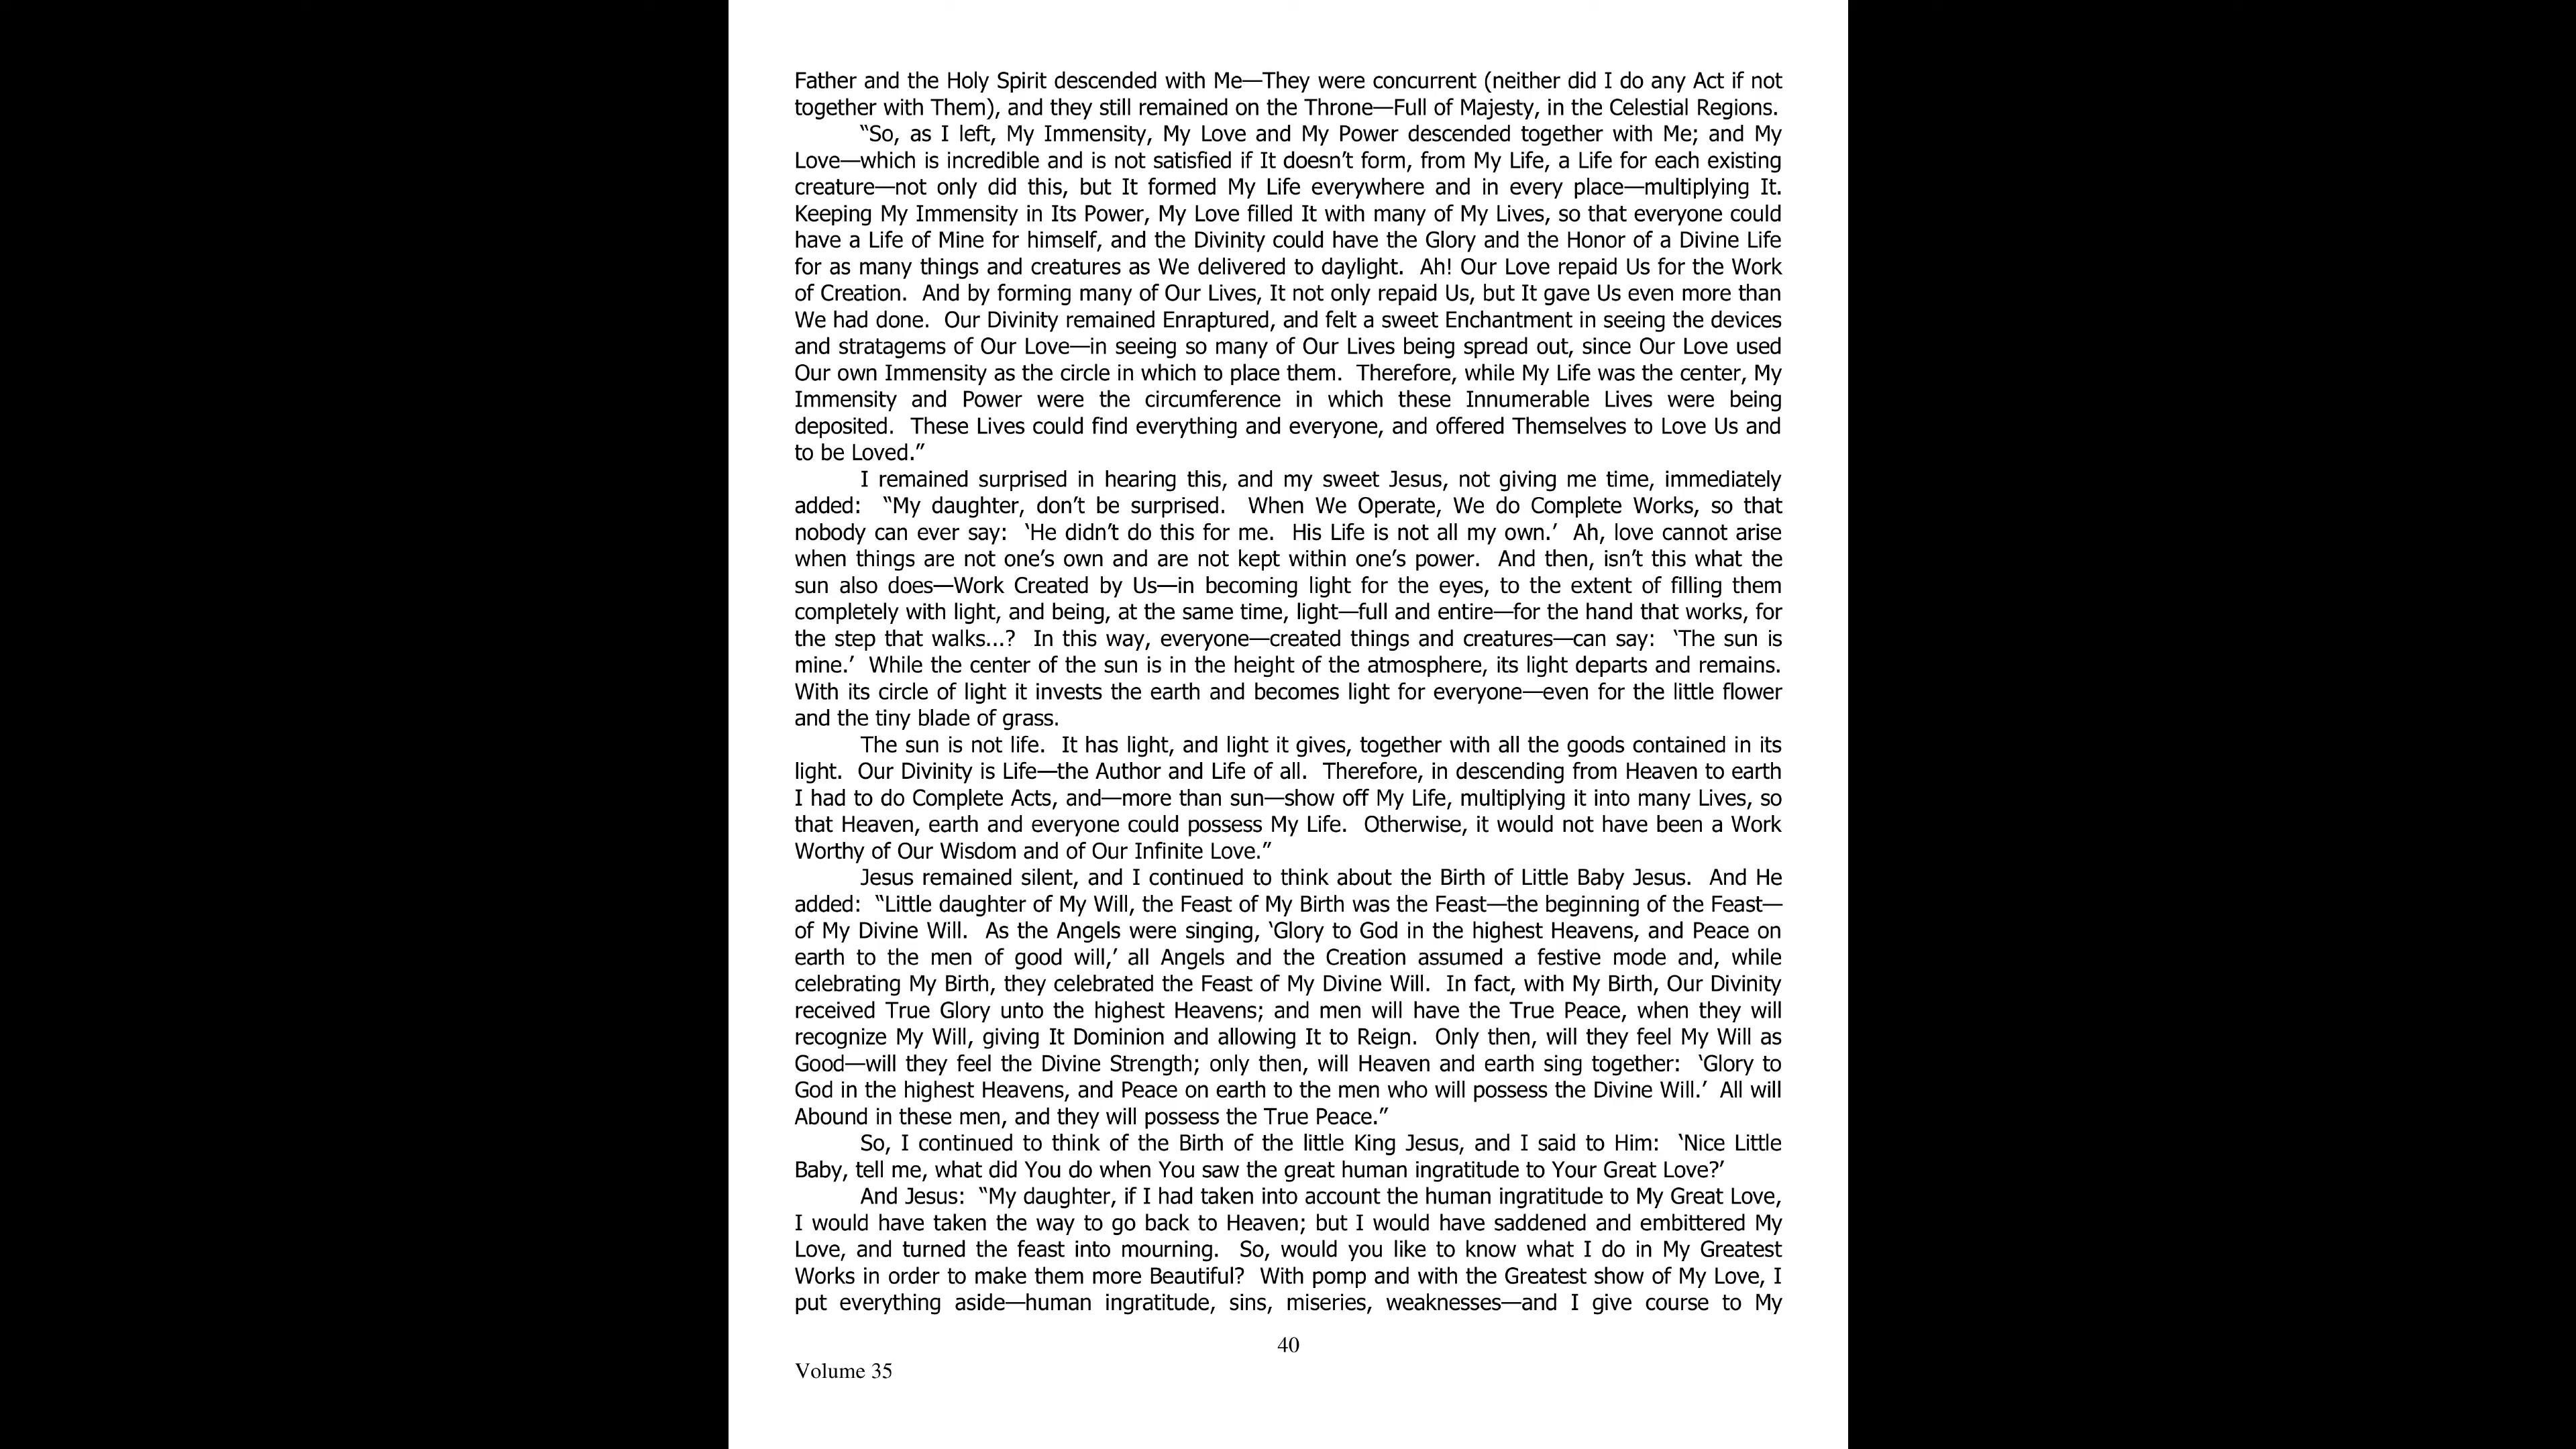 Father and the Holy Spirit descended with Me—They were concurrent (neither did I do any Act if not
together with Them), and they still remained on the Throne—Full of Majesty, in the Celestial Regions.
“So, as I left, My Immensity, My Love and My Power descended together with Me; and My
Love—which is incredible and is not satisfied if It doesn’t form, from My Life, a Life for each existing
creature—not only did this, but It formed My Life everywhere and in every place—multiplying It.
Keeping My Immensity in Its Power, My Love filled It with many of My Lives, so that everyone could
have a Life of Mine for himself, and the Divinity could have the Glory and the Honor of a Divine Life
for as many things and creatures as We delivered to daylight.  Ah! Our Love repaid Us for the Work
of Creation.  And by forming many of Our Lives, It not only repaid Us, but It gave Us even more than
We had done.  Our Divinity remained Enraptured, and felt a sweet Enchantment in seeing the devices
and stratagems of Our Love—in seeing so many of Our Lives being spread out, since Our Love used
Our own Immensity as the circle in which to place them.  Therefore, while My Life was the center, My
Immensity and Power were the circumference in which these Innumerable Lives were being
deposited.  These Lives could find everything and everyone, and offered Themselves to Love Us and
to be Loved.”
I remained surprised in hearing this, and my sweet Jesus, not giving me time, immediately
added:  “My daughter, don’t be surprised.  When We Operate, We do Complete Works, so that
nobody can ever say:  ‘He didn’t do this for me.  His Life is not all my own.’  Ah, love cannot arise
when things are not one’s own and are not kept within one’s power.  And then, isn’t this what the
sun also does—Work Created by Us—in becoming light for the eyes, to the extent of filling them
completely with light, and being, at the same time, light—full and entire—for the hand that works, for
the step that walks...?  In this way, everyone—created things and creatures—can say:  ‘The sun is
mine.’  While the center of the sun is in the height of the atmosphere, its light departs and remains.
With its circle of light it invests the earth and becomes light for everyone—even for the little flower
and the tiny blade of grass.
The sun is not life.  It has light, and light it gives, together with all the goods contained in its
light.  Our Divinity is Life—the Author and Life of all.  Therefore, in descending from Heaven to earth
I had to do Complete Acts, and—more than sun—show off My Life, multiplying it into many Lives, so
that Heaven, earth and everyone could possess My Life.  Otherwise, it would not have been a Work
Worthy of Our Wisdom and of Our Infinite Love.”
Jesus remained silent, and I continued to think about the Birth of Little Baby Jesus.  And He
added:  “Little daughter of My Will, the Feast of My Birth was the Feast—the beginning of the Feast—
of My Divine Will.  As the Angels were singing, ‘Glory to God in the highest Heavens, and Peace on
earth to the men of good will,’ all Angels and the Creation assumed a festive mode and, while
celebrating My Birth, they celebrated the Feast of My Divine Will.  In fact, with My Birth, Our Divinity
received True Glory unto the highest Heavens; and men will have the True Peace, when they will
recognize My Will, giving It Dominion and allowing It to Reign.  Only then, will they feel My Will as
Good—will they feel the Divine Strength; only then, will Heaven and earth sing together:  ‘Glory to
God in the highest Heavens, and Peace on earth to the men who will possess the Divine Will.’  All will
Abound in these men, and they will possess the True Peace.”
So, I continued to think of the Birth of the little King Jesus, and I said to Him:  ‘Nice Little
Baby, tell me, what did You do when You saw the great human ingratitude to Your Great Love?’
And Jesus:  “My daughter, if I had taken into account the human ingratitude to My Great Love,
I would have taken the way to go back to Heaven; but I would have saddened and embittered My
Love, and turned the feast into mourning.  So, would you like to know what I do in My Greatest
Works in order to make them more Beautiful?  With pomp and with the Greatest show of My Love, I
put everything aside—human ingratitude, sins, miseries, weaknesses—and I give course to My
40
Volume 35